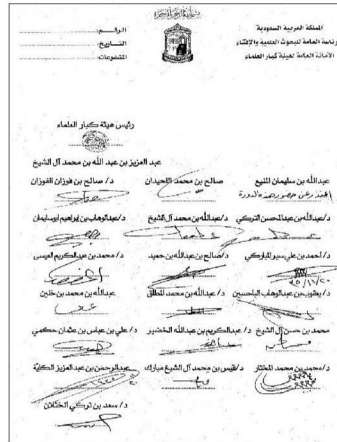 المملكة العربية السعودية
رئاسة العامة للبحوث العلمية والإفتاء
الأمانة العامة لهيئة كبار العلماء
الرقم:
التاريخ:
المشفوعات:
رئيس هيئة كبار العلماء
عبد العزيز بن عبد الله بن محمد آل الشيخ
عبدالله بن سليمان المنيع صالح بن محمد اللحيدان د/ صالح بن فوزان الفوزان
د/عبدالله بن عبدالمحسن التركي د/عبدالله بن محمد آل الشيخ د/عبدالوهاب بن إبراهيم أبوسليمان
د/ أحمد بن علي سير المباركي د/صالح بن عبدالله بن حميد د/ محمد بن عبدالكريم العيسى
د/ يعقوب بن عبدالوهاب الباحسين د/عبدالله بن محمد المطلق عبدالله بن محمد بن خنين
محمد بن حسن آل الشيخ د/ عبدالكريم بن عبدالله الخضير د/ علي بن عباس بن عثمان حكمي
د/محمد بن محمد المختار د/قيس بن محمد آل الشيخ مبارك عبدالرحمن بن عبدالعزيز الكلية
د/ سعد بن تركي الخثلان